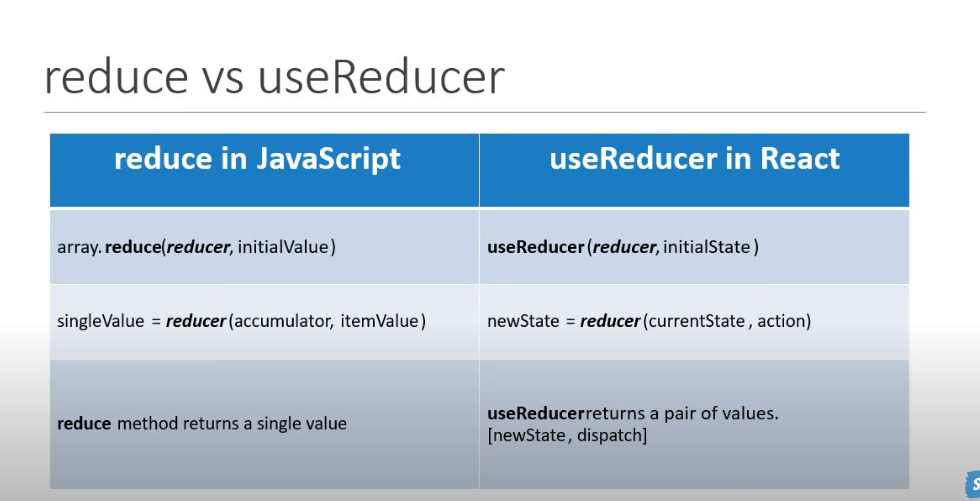 reduce vs useReducer
reduce in JavaScript
useReducer in React
array.reduce(reducer, initialValue)
useReducer(reducer, initialState)
singleValue = reducer(accumulator, itemValue)
newState = reducer(currentState, action)
reduce method returns a single value
useReducerreturns a pair of values.
[newState, dispatch]
S